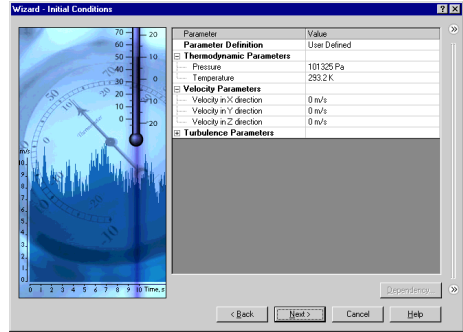 Wizard - Initial Conditions
Parameter Value
Parameter Definition User Defined
Thermodynamic Parameters
Pressure 101325 Pa
Temperature 293.2 K
Velocity Parameters
Velocity in X direction 0 m/s
Velocity in Y direction 0 m/s
Velocity in Z direction 0 m/s
Turbulence Parameters
70
60
50
40
30
20
10
0
20
10
0
-20
m/s
10
9
8
7
6
5
4
3
2
1
0
0 1 2 3 4 5 6 7 8 9 10 Time, s
Dependency...
< Back Next > Cancel Help